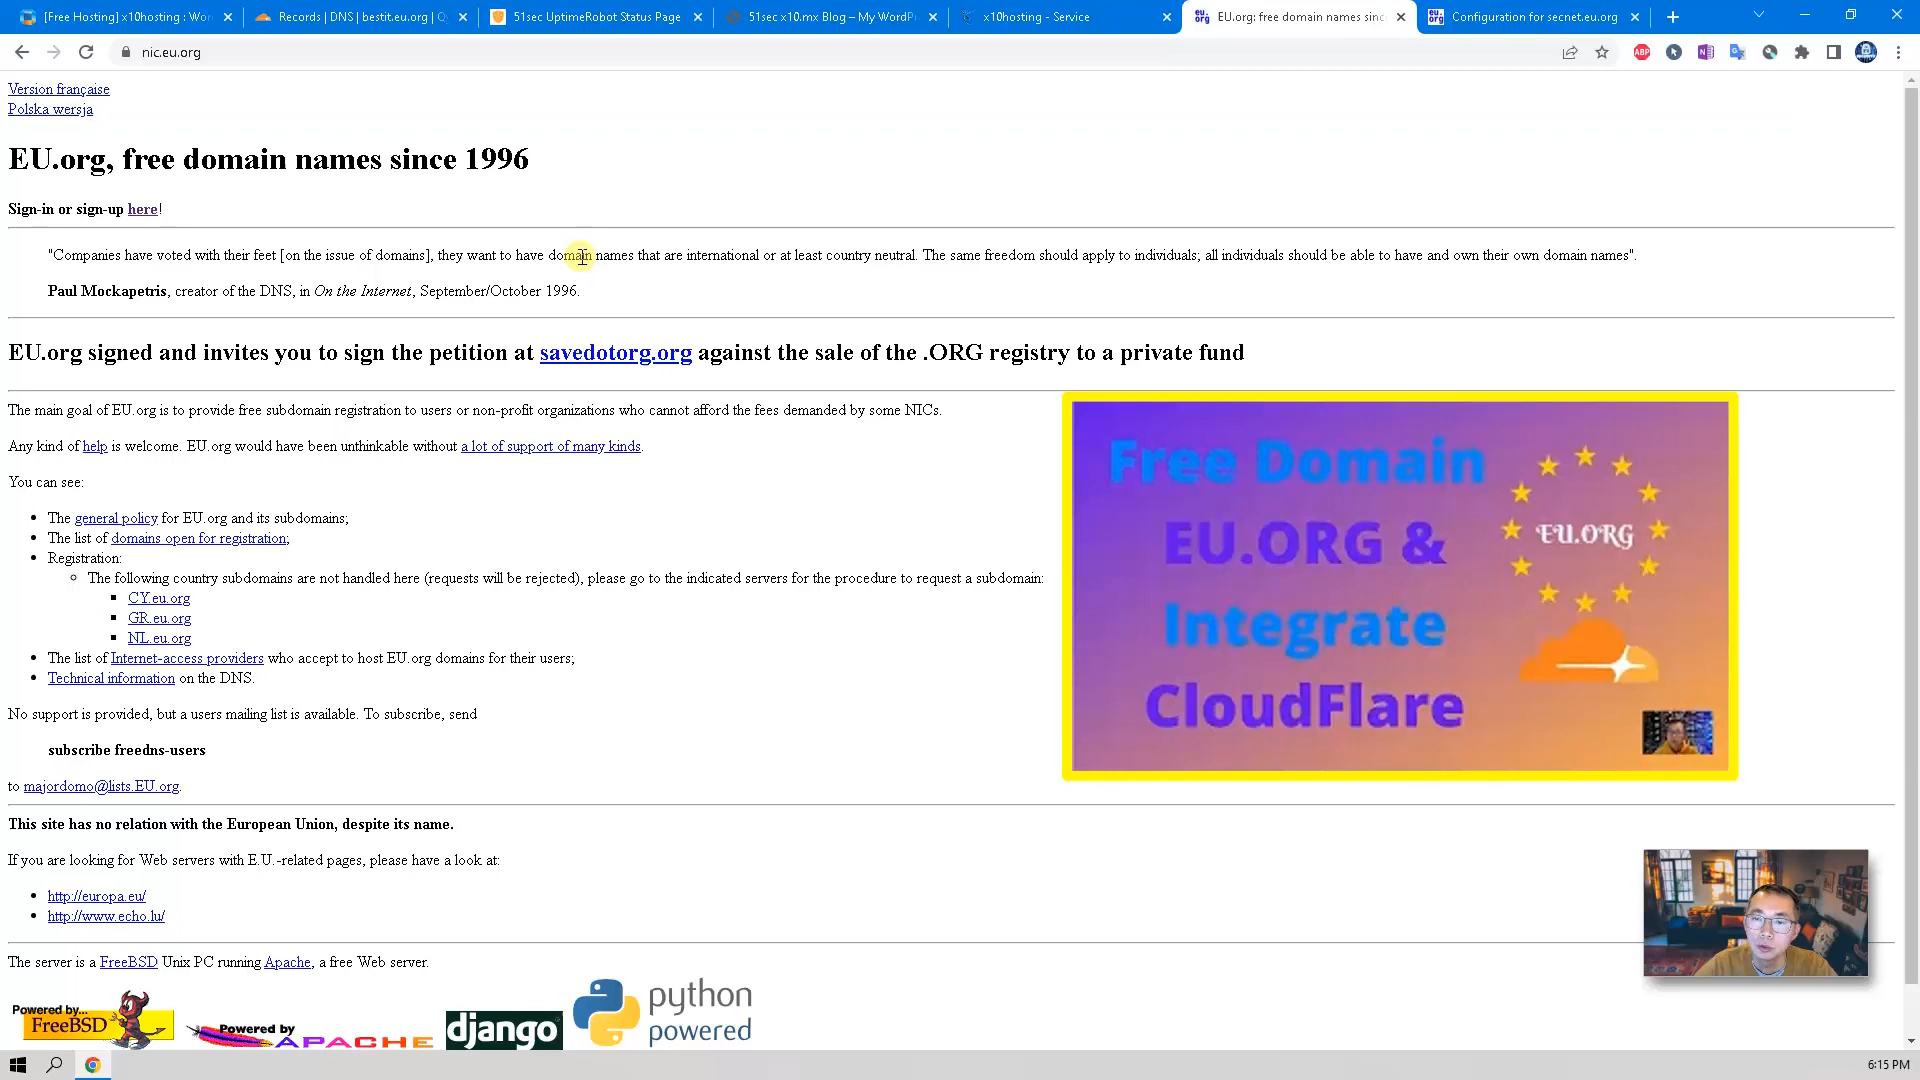 [Free Hosting] x10hosting : Wor
Records | DNS | bestit.eu.org | Q
51sec UptimeRobot Status Page
51sec x10.mx Blog – My WordP
x10hosting - Service
EU.org: free domain names sinc
Configuration for secnet.eu.org
nic.eu.org
Version française
Polska wersja
EU.org, free domain names since 1996
Sign-in or sign-up here!
"Companies have voted with their feet [on the issue of domains], they want to have domain names that are international or at least country neutral. The same freedom should apply to individuals; all individuals should be able to have and own their own domain names".
Paul Mockapetris, creator of the DNS, in On the Internet, September/October 1996.
EU.org signed and invites you to sign the petition at savedotorg.org against the sale of the .ORG registry to a private fund
The main goal of EU.org is to provide free subdomain registration to users or non-profit organizations who cannot afford the fees demanded by some NICs.
Any kind of help is welcome. EU.org would have been unthinkable without a lot of support of many kinds.
You can see:
The general policy for EU.org and its subdomains;
The list of domains open for registration;
Registration:
The following country subdomains are not handled here (requests will be rejected), please go to the indicated servers for the procedure to request a subdomain:
CY.eu.org
GR.eu.org
NL.eu.org
The list of Internet-access providers who accept to host EU.org domains for their users;
Technical information on the DNS.
No support is provided, but a users mailing list is available. To subscribe, send
subscribe freedns-users
to majordomo@lists.EU.org.
Free Domain
EU.ORG &
Integrate
CloudFlare
EU.ORG
This site has no relation with the European Union, despite its name.
If you are looking for Web servers with E.U.-related pages, please have a look at:
http://europa.eu/
http://www.echo.lu/
The server is a FreeBSD Unix PC running Apache, a free Web server.
Powered by...
FreeBSD
Powered by
APACHE
django
python
powered
6:15 PM